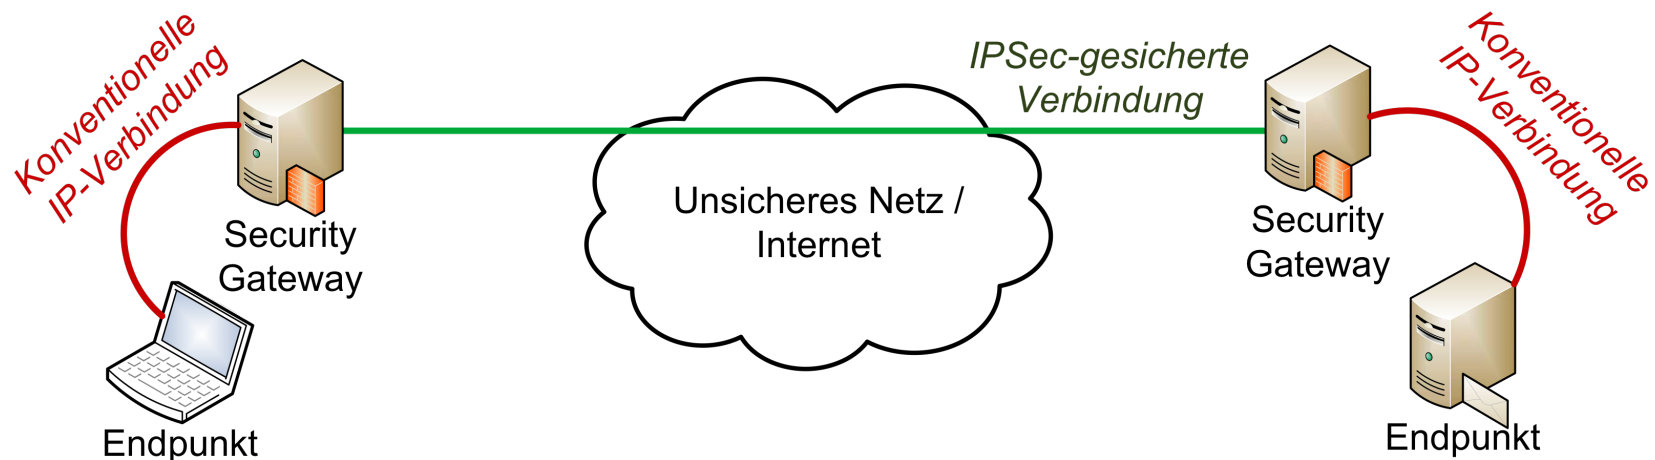 Konventionelle
IP-Verbindung
Security
Gateway
Endpunkt
Unsicheres Netz /
Internet
IPSec-gesicherte
Verbindung
Security
Gateway
Konventionelle
IP-Verbindung
Endpunkt